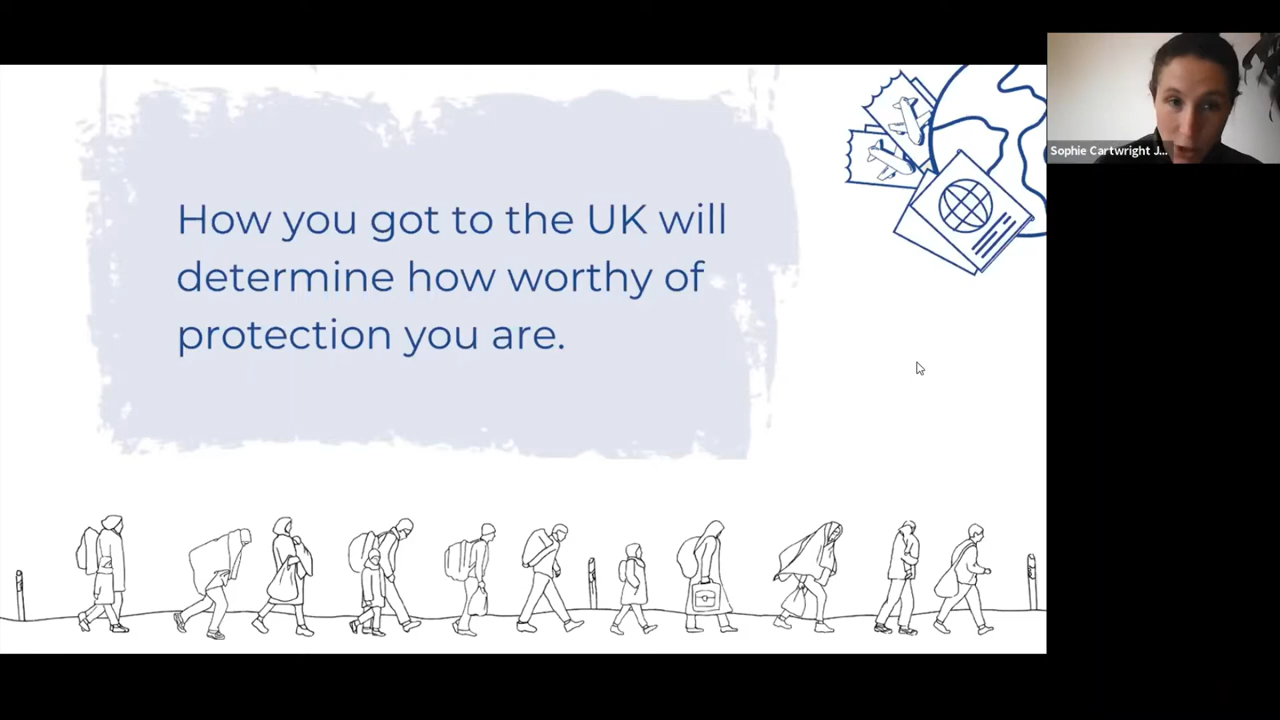 How you got to the UK will
determine how worthy of
protection you are.
Sophie Cartwright J...